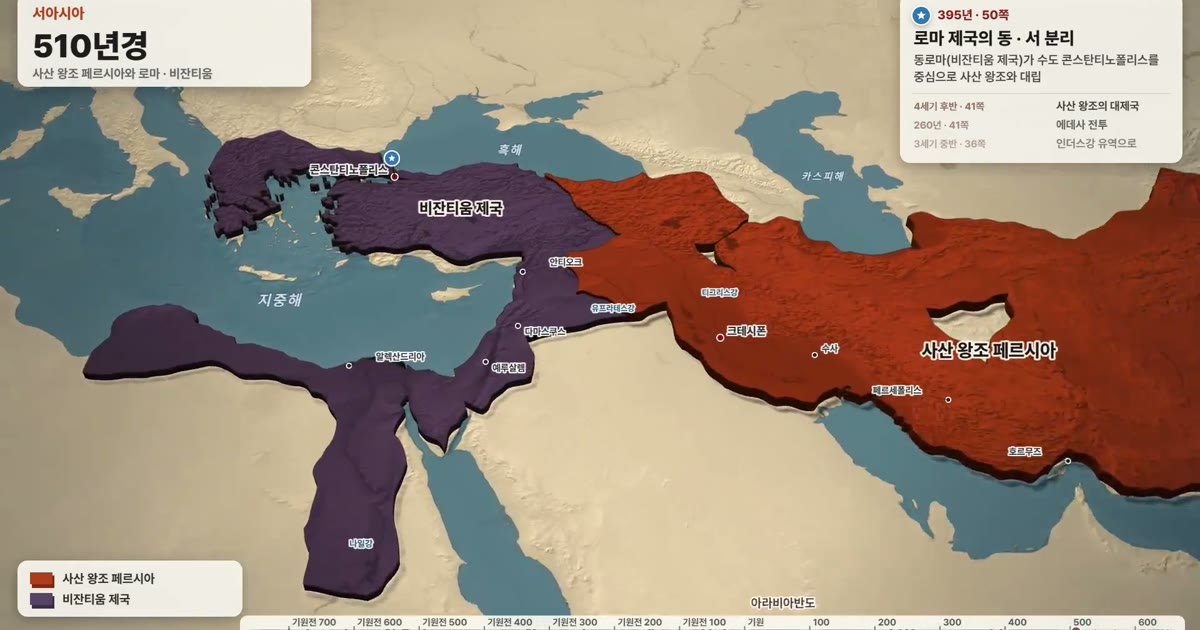 서아시아
510년경
사산 왕조 페르시아와 로마 · 비잔티움
395년 · 50쪽
로마 제국의 동 · 서 분리
동로마(비잔티움 제국)가 수도 콘스탄티노폴리스를
중심으로 사산 왕조와 대립
4세기 후반 · 41쪽 사산 왕조의 대제국
260년 · 41쪽 에데사 전투
3세기 중반 · 36쪽 인더스강 유역으로
흑해
카스피해
콘스탄티노폴리스
비잔티움 제국
안티오크
지중해
티그리스강
유프라테스강
다마스쿠스
크테시폰
수사
사산 왕조 페르시아
알렉산드리아
예루살렘
페르세폴리스
호르무즈
나일강
아라비아반도
사산 왕조 페르시아
비잔티움 제국
기원전 700 기원전 600 기원전 500 기원전 400 기원전 300 기원전 200 기원전 100 기원 100 200 300 400 500 600